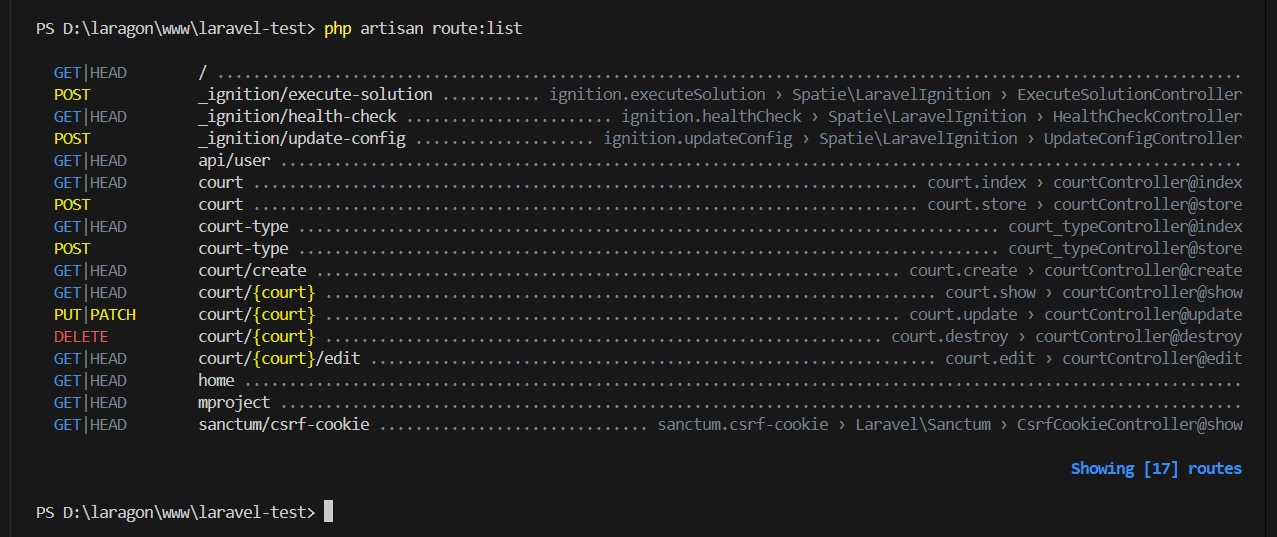 PS D:\laragon\www\laravel-test> php artisan route:list
GET|HEAD / ..................................................................................................................
POST _ignition/execute-solution ........... ignition.executeSolution › Spatie\LaravelIgnition › ExecuteSolutionController
GET|HEAD _ignition/health-check ....................... ignition.healthCheck › Spatie\LaravelIgnition › HealthCheckController
POST _ignition/update-config .................... ignition.updateConfig › Spatie\LaravelIgnition › UpdateConfigController
GET|HEAD api/user ...........................................................................................................
GET|HEAD court .......................................................................... court.index › courtController@index
POST court .......................................................................... court.store › courtController@store
GET|HEAD court-type .............................................................................. court_typeController@index
POST court-type .............................................................................. court_typeController@store
GET|HEAD court/create ................................................................. court.create › courtController@create
GET|HEAD court/{court} .................................................................... court.show › courtController@show
PUT|PATCH court/{court} ................................................................ court.update › courtController@update
DELETE court/{court} .............................................................. court.destroy › courtController@destroy
GET|HEAD court/{court}/edit ............................................................... court.edit › courtController@edit
GET|HEAD home ...............................................................................................................
GET|HEAD mproject ...........................................................................................................
GET|HEAD sanctum/csrf-cookie .............................. sanctum.csrf-cookie › Laravel\Sanctum › CsrfCookieController@show
Showing [17] routes
PS D:\laragon\www\laravel-test>